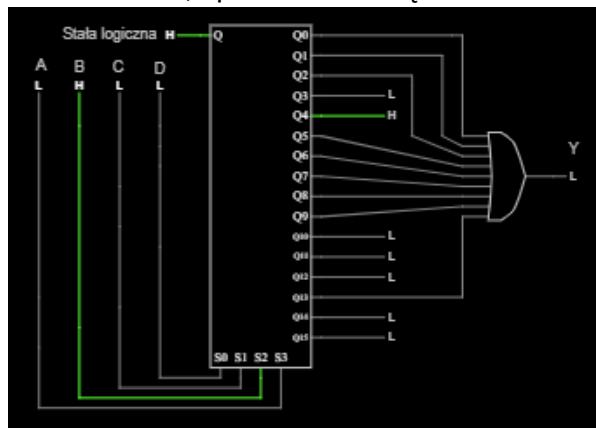 Stała logiczna H Q Q0
A B C D Q1
L H L L Q2
Q3 L
Q4 H
Q5
Y
Q6
L
Q7
Q8
Q9
Q10 L
Q11 L
Q12 L
Q13
Q14 L
Q15 L
S0 S1 S2 S3